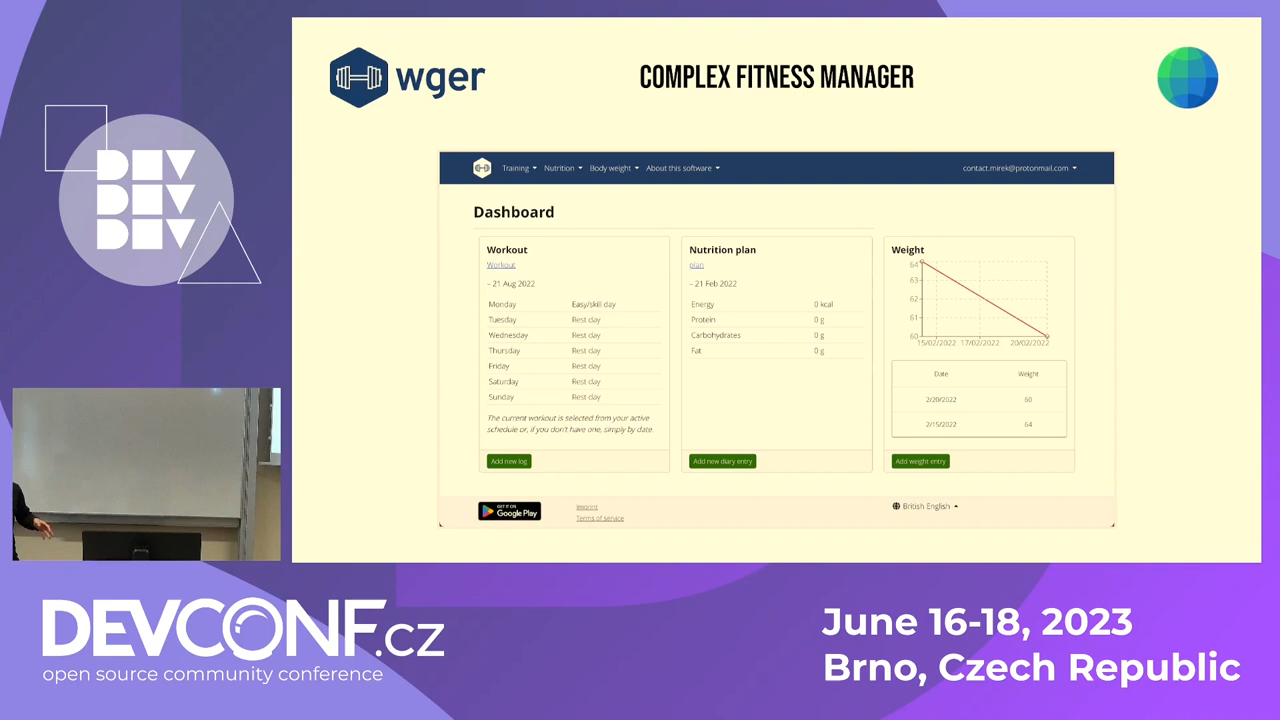 DEV
DEV
DEV
wger
COMPLEX FITNESS MANAGER
Training Nutrition Body weight About this software contact.mirek@protonmail.com
Dashboard
Workout
Workout
– 21 Aug 2022
Monday Easy/skill day
Tuesday Rest day
Wednesday Rest day
Thursday Rest day
Friday Rest day
Saturday Rest day
Sunday Rest day
The current workout is selected from your active
schedule or, if you don't have one, simply by date.
Add new log
Nutrition plan
plan
– 21 Feb 2022
Energy 0 kcal
Protein 0 g
Carbohydrates 0 g
Fat 0 g
Add new diary entry
Weight
64
63
62
61
60
15/02/2022 17/02/2022 20/02/2022
Date Weight
2/20/2022 60
2/15/2022 64
Add weight entry
GET IT ON
Google Play
Imprint
Terms of service
British English
DEVCONF.cz
open source community conference
June 16-18, 2023
Brno, Czech Republic